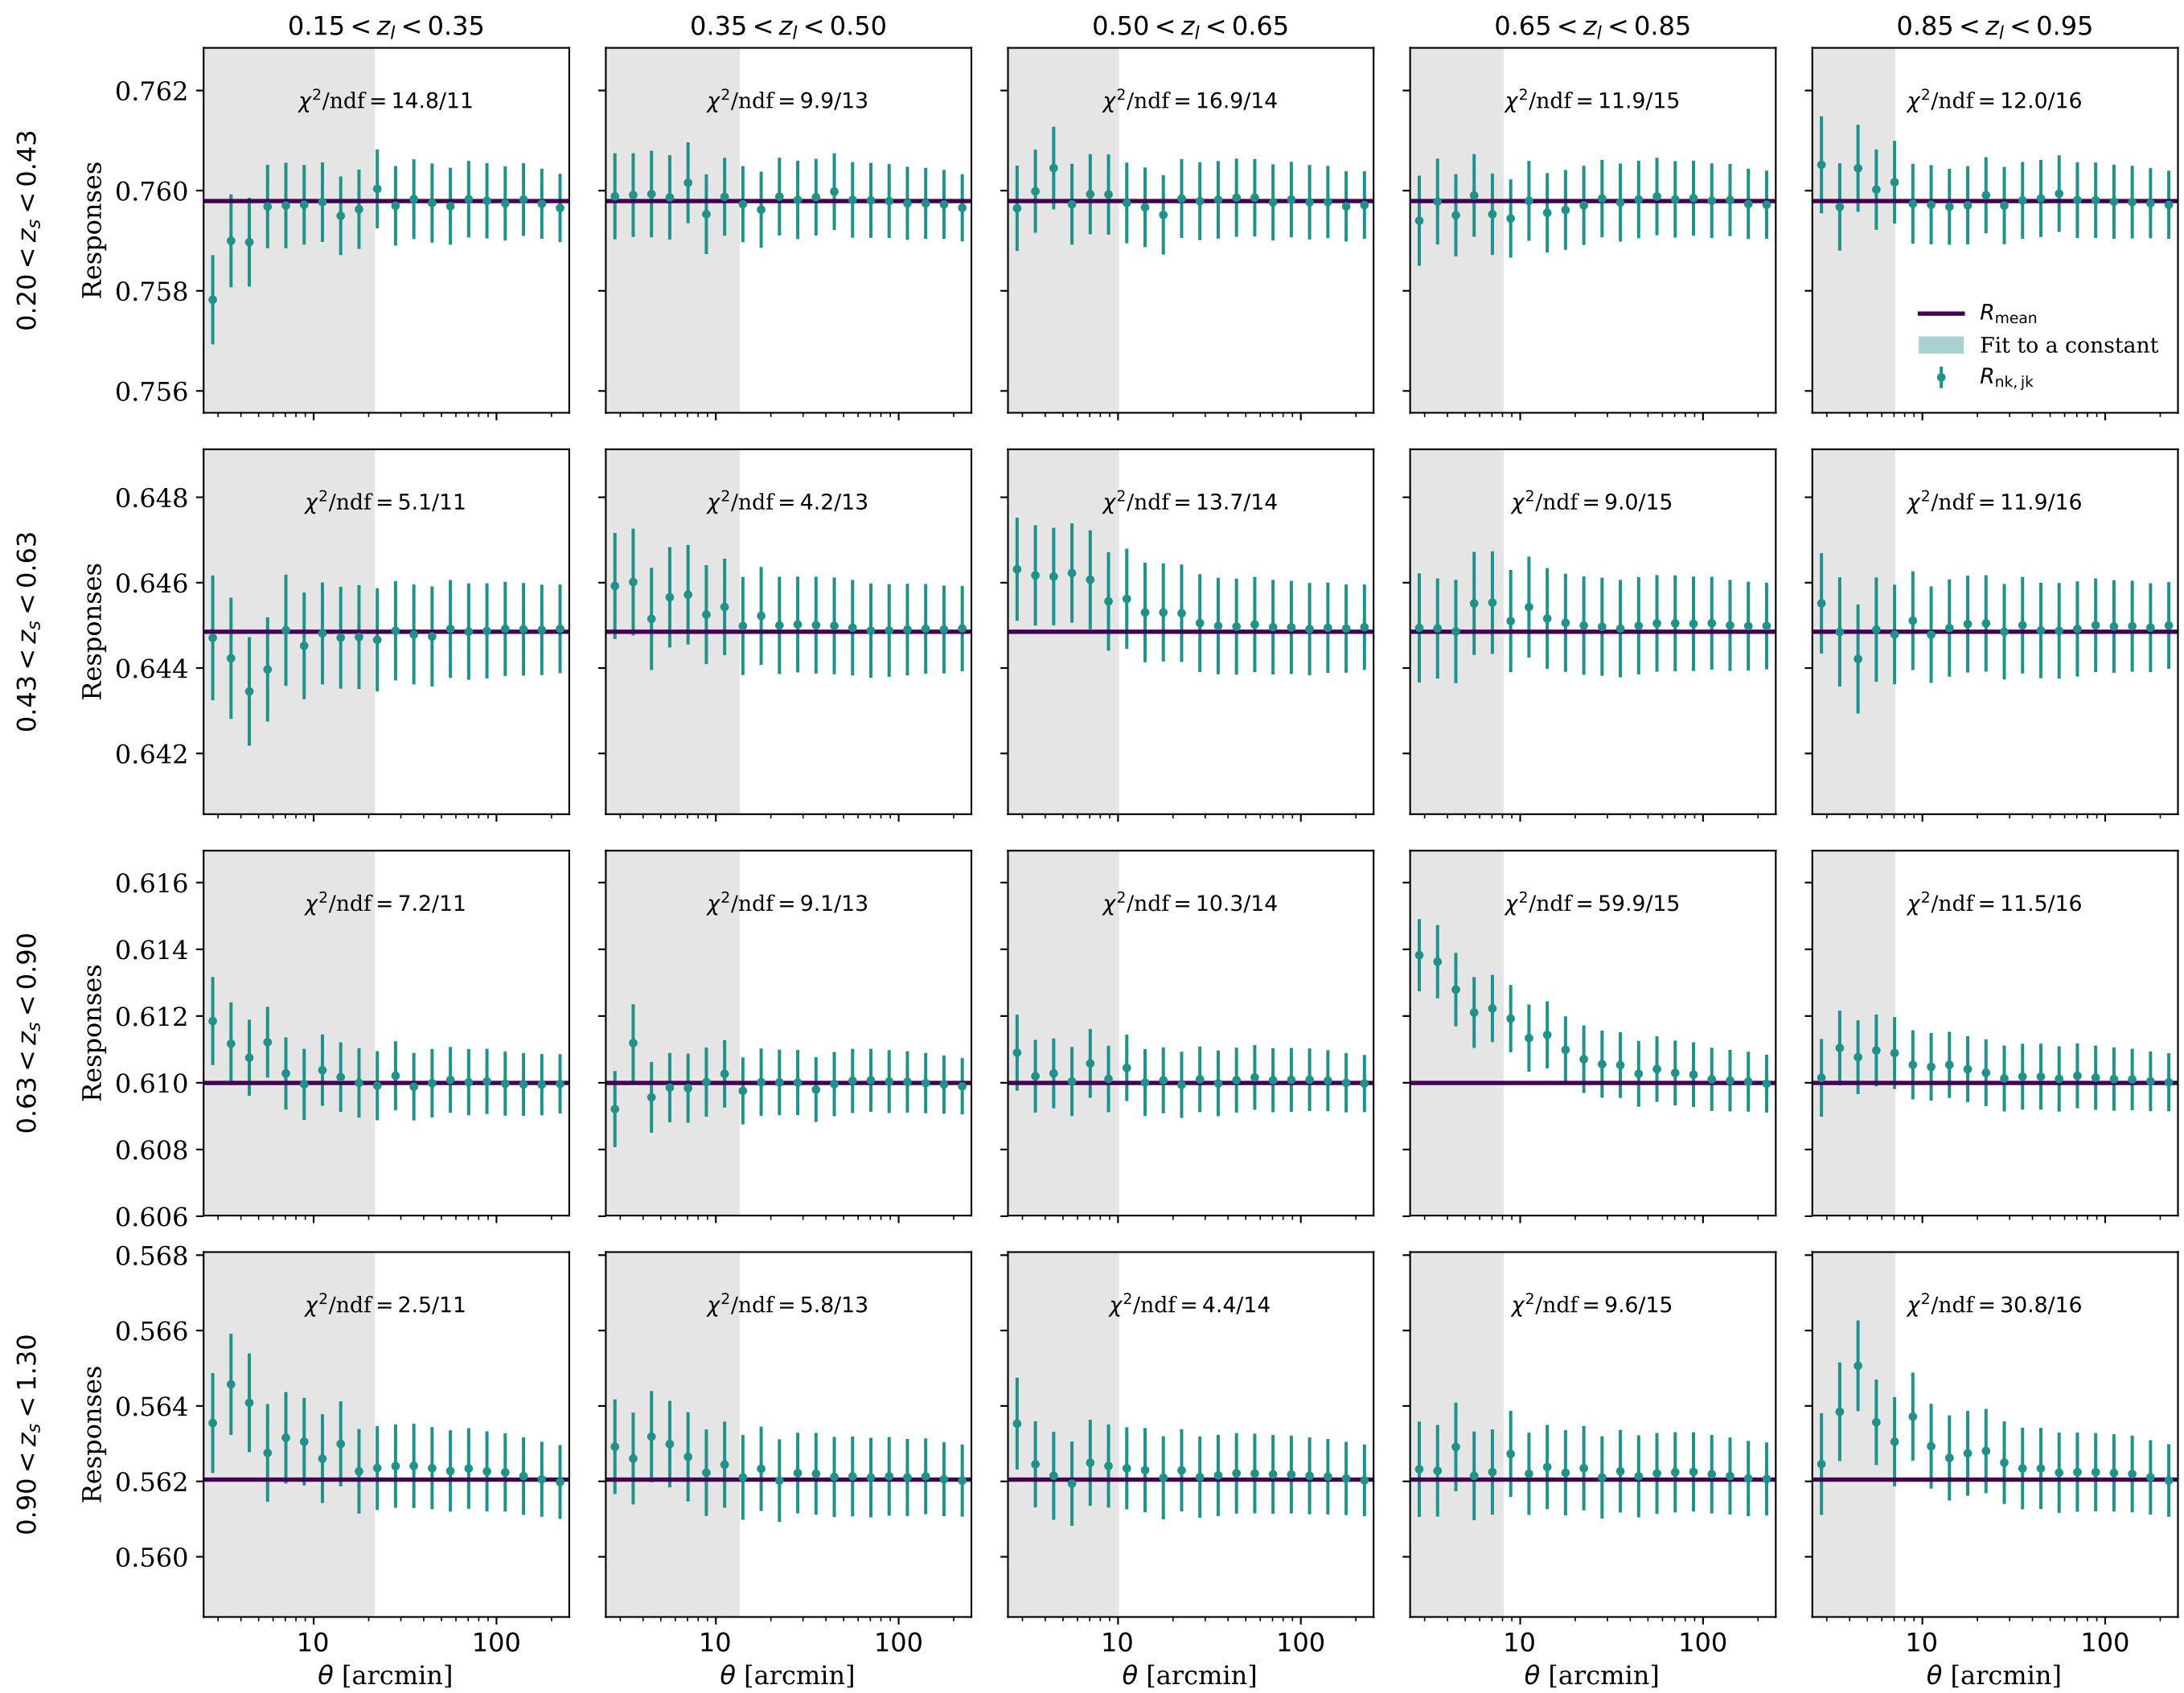 0.15 < z_l < 0.35
0.35 < z_l < 0.50
0.50 < z_l < 0.65
0.65 < z_l < 0.85
0.85 < z_l < 0.95
0.20 < z_s < 0.43
Responses
0.762
0.760
0.758
0.756
χ²/ndf = 14.8/11
χ²/ndf = 9.9/13
χ²/ndf = 16.9/14
χ²/ndf = 11.9/15
χ²/ndf = 12.0/16
R_mean
Fit to a constant
R_nk, jk
0.43 < z_s < 0.63
Responses
0.648
0.646
0.644
0.642
χ²/ndf = 5.1/11
χ²/ndf = 4.2/13
χ²/ndf = 13.7/14
χ²/ndf = 9.0/15
χ²/ndf = 11.9/16
0.63 < z_s < 0.90
Responses
0.616
0.614
0.612
0.610
0.608
0.606
χ²/ndf = 7.2/11
χ²/ndf = 9.1/13
χ²/ndf = 10.3/14
χ²/ndf = 59.9/15
χ²/ndf = 11.5/16
0.90 < z_s < 1.30
Responses
0.568
0.566
0.564
0.562
0.560
χ²/ndf = 2.5/11
χ²/ndf = 5.8/13
χ²/ndf = 4.4/14
χ²/ndf = 9.6/15
χ²/ndf = 30.8/16
10 100
θ [arcmin]
10 100
θ [arcmin]
10 100
θ [arcmin]
10 100
θ [arcmin]
10 100
θ [arcmin]